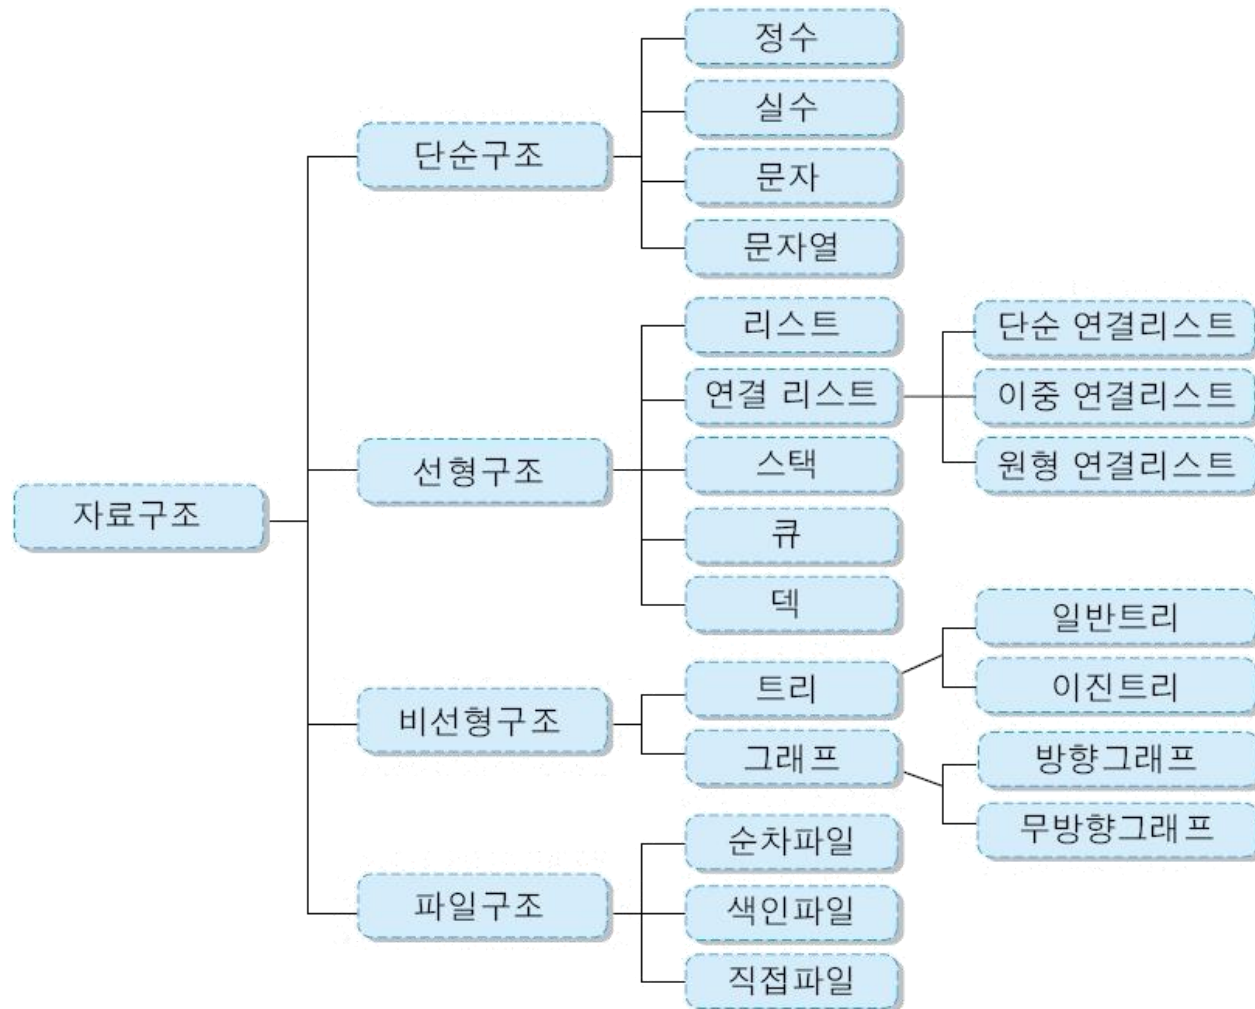 자료구조
단순구조
정수
실수
문자
문자열
선형구조
리스트
연결 리스트
단순 연결리스트
이중 연결리스트
원형 연결리스트
스택
큐
덱
비선형구조
트리
일반트리
이진트리
그래프
방향그래프
무방향그래프
파일구조
순차파일
색인파일
직접파일